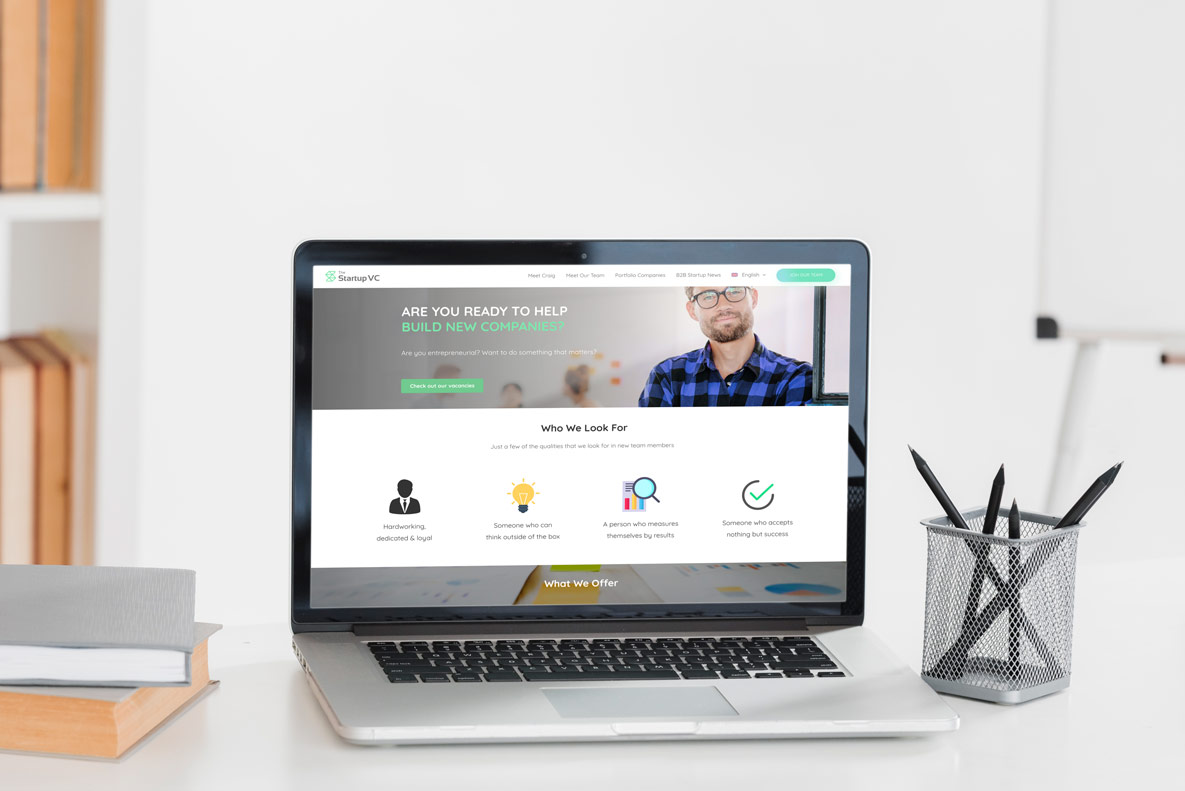 The
Startup VC
Meet Craig
Meet Our Team
Portfolio Companies
B2B Startup News
English
JOIN OUR TEAM
ARE YOU READY TO HELP
BUILD NEW COMPANIES?
Are you entrepreneurial? Want to do something that matters?
Check out our vacancies
Who We Look For
Just a few of the qualities that we look for in new team members
Hardworking,
dedicated & loyal
Someone who can
think outside of the box
A person who measures
themselves by results
Someone who accepts
nothing but success
What We Offer